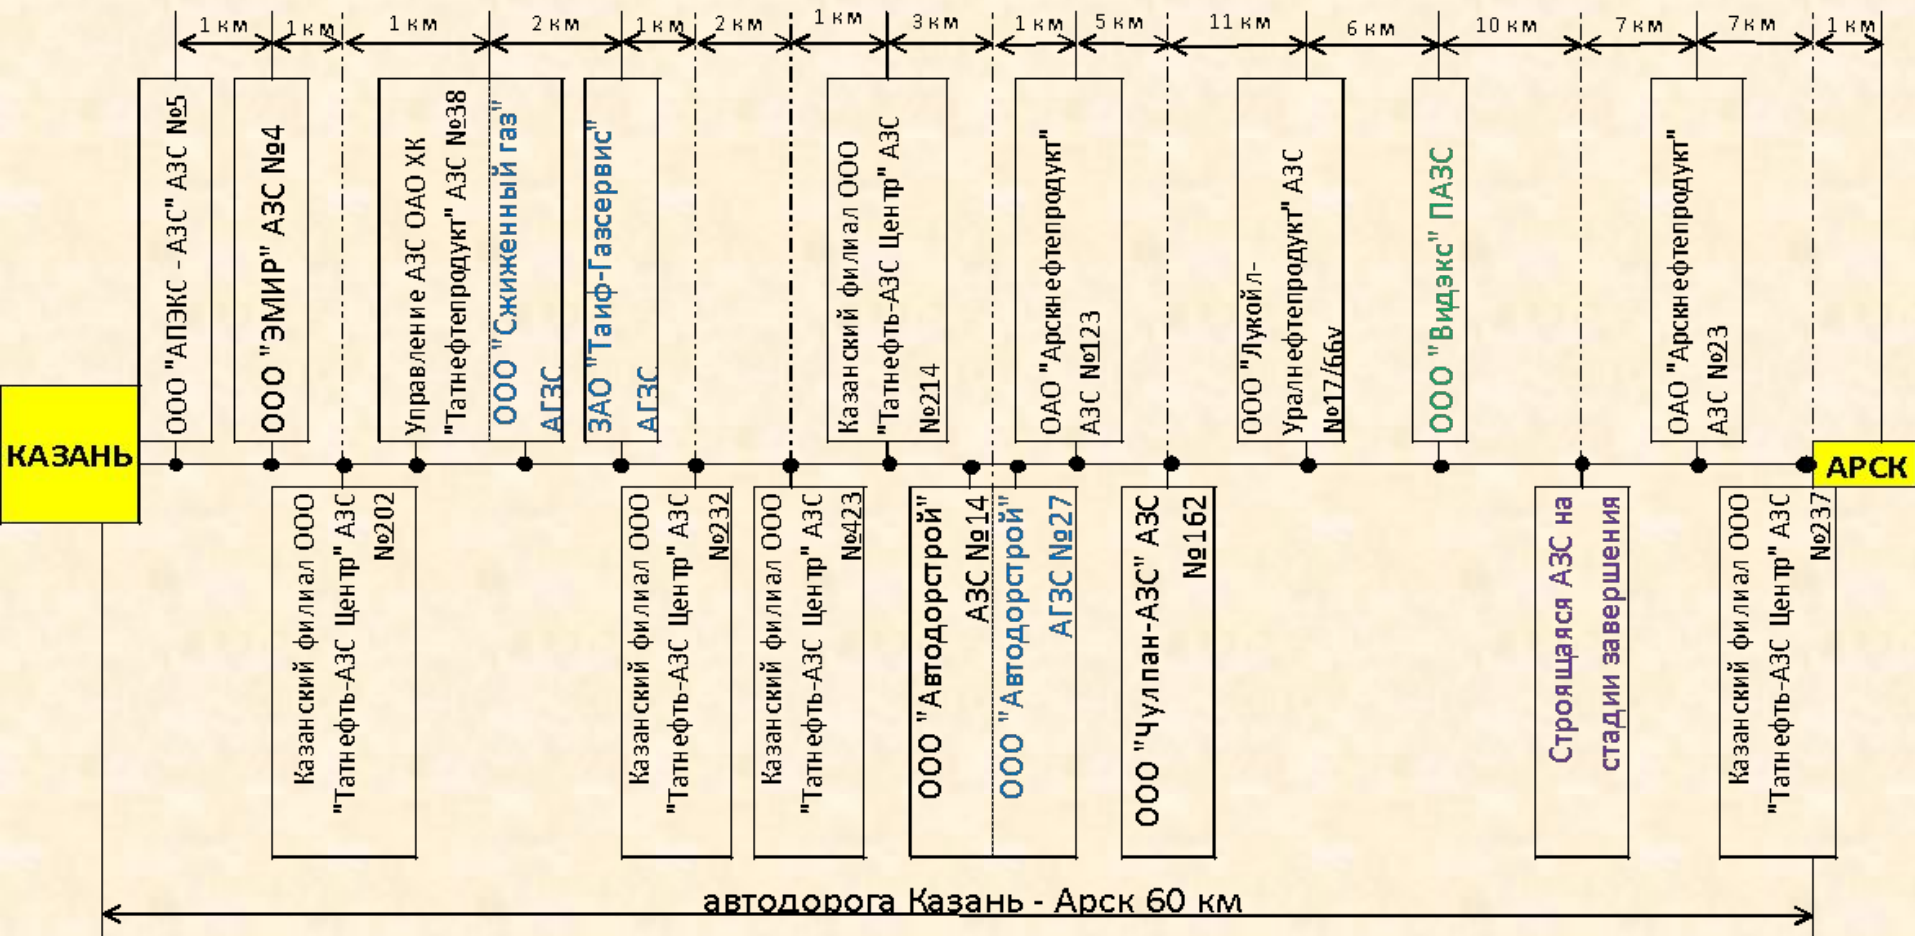 1 км
1 км
1 км
2 км
1 км
2 км
1 км
3 км
1 км
5 км
11 км
6 км
10 км
7 км
7 км
1 км
ООО "АПЭКС - АЗС" АЗС №5
ООО "ЭМИР" АЗС №4
Управление АЗС ОАО ХК
"Татнефтепродукт" АЗС №38
ООО "Сжиженный газ"
АГЗС
ЗАО "Таиф-Газсервис"
АГЗС
Казанский филиал ООО
"Татнефть-АЗС Центр" АЗС
№214
ОАО "Арскнефтепродукт"
АЗС №123
ООО "Лукойл-
Уралнефтепродукт" АЗС
№17/66у
ООО "Видэкс" ПАЗС
ОАО "Арскнефтепродукт"
АЗС №23
КАЗАНЬ
АРСК
Казанский филиал ООО
"Татнефть-АЗС Центр" АЗС
№202
Казанский филиал ООО
"Татнефть-АЗС Центр" АЗС
№232
Казанский филиал ООО
"Татнефть-АЗС Центр" АЗС
№423
ООО "Автодорстрой"
АЗС №14
ООО "Автодорстрой"
АГЗС №27
ООО "Чулпан-АЗС" АЗС
№162
Строящаяся АЗС на
стадии завершения
Казанский филиал ООО
"Татнефть-АЗС Центр" АЗС
№237
автодорога Казань - Арск 60 км